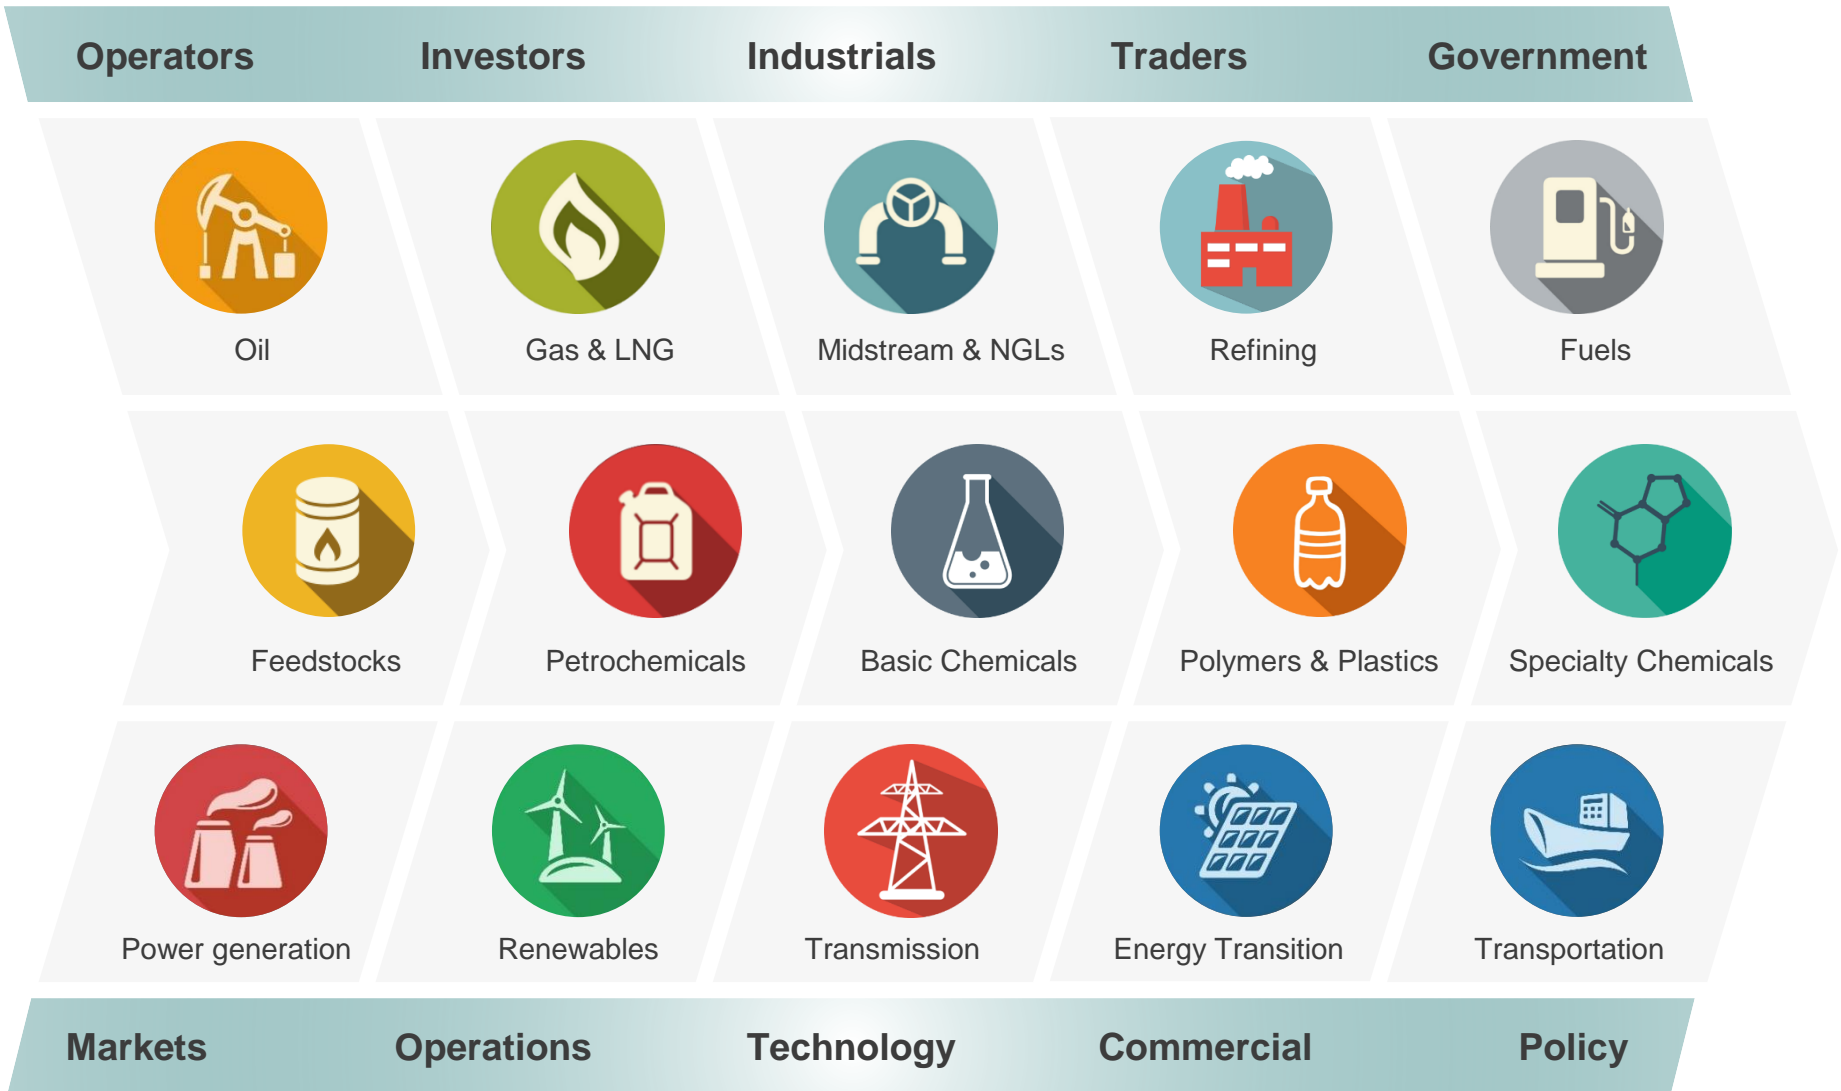 Operators Investors Industrials Traders Government
Oil Gas & LNG Midstream & NGLs Refining Fuels
Feedstocks Petrochemicals Basic Chemicals Polymers & Plastics Specialty Chemicals
Power generation Renewables Transmission Energy Transition Transportation
Markets Operations Technology Commercial Policy